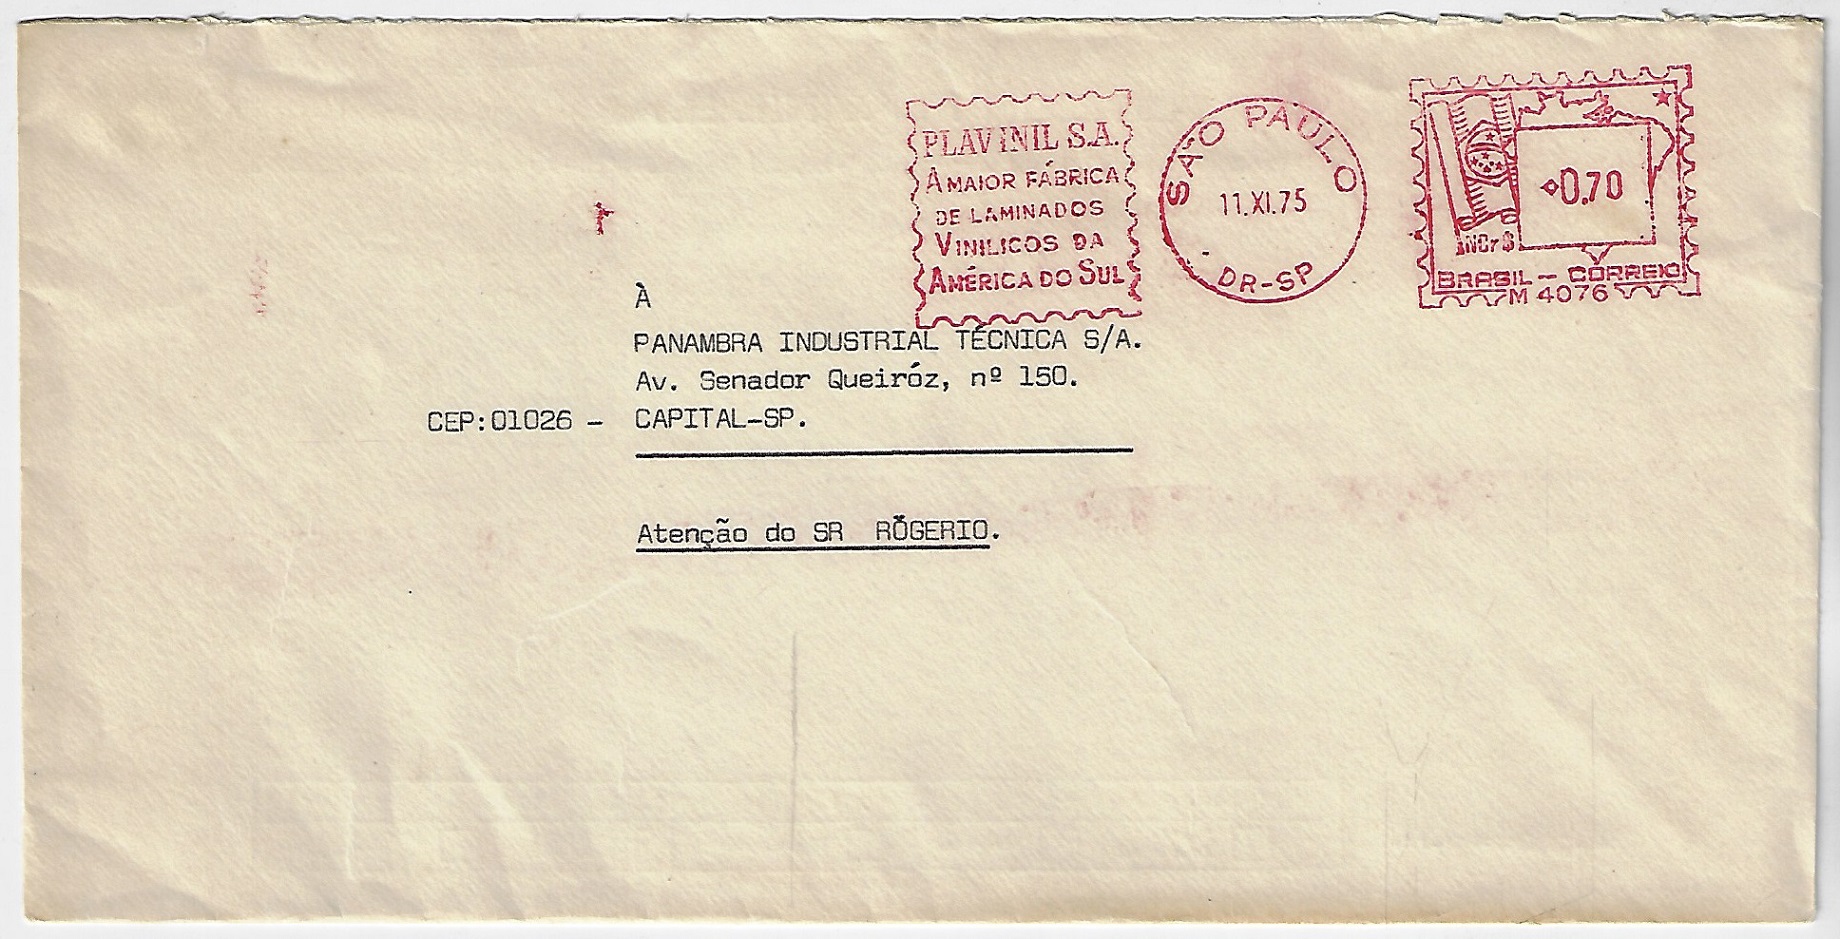 PLAVINIL S.A.
A MAIOR FÁBRICA
DE LAMINADOS
VINILICOS DA
AMÉRICA DO SUL
SÃO PAULO
11.XI.75
DR-SP
0,70
NCr$
BRASIL - CORREIO
M 4076
À
PANAMBRA INDUSTRIAL TÉCNICA S/A.
Av. Senador Queiróz, nº 150.
CEP:01026 - CAPITAL-SP.
Atenção do SR RÓGERIO.